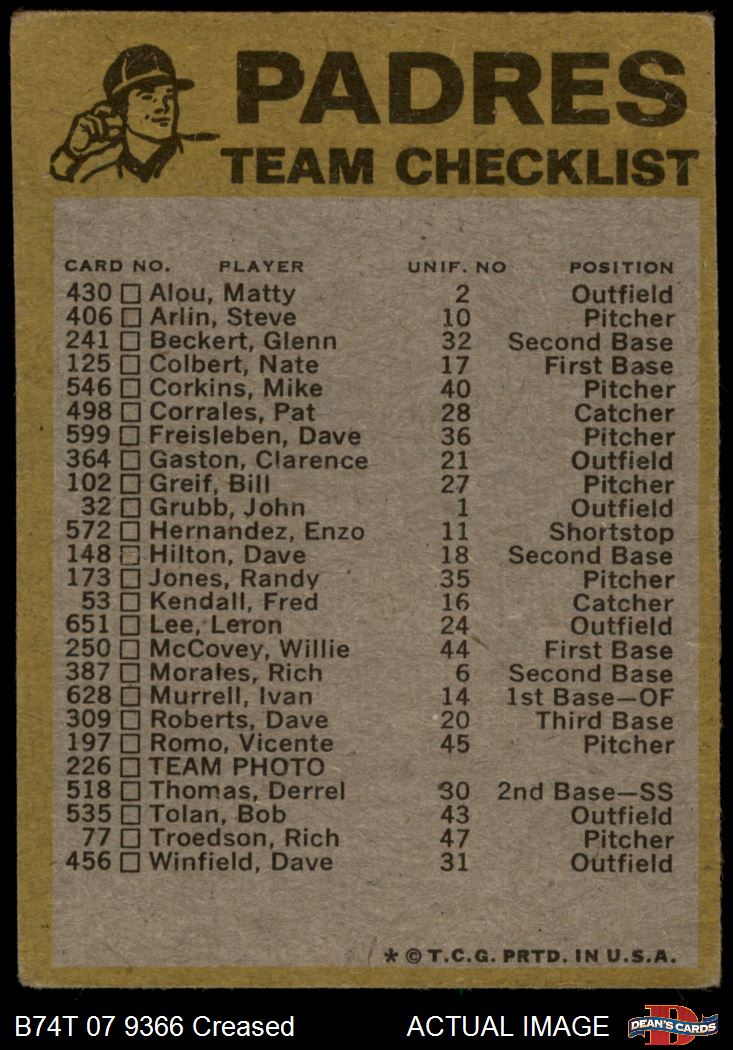 PADRES
TEAM CHECKLIST
CARD NO. PLAYER UNIF. NO POSITION
430 Alou, Matty 2 Outfield
406 Arlin, Steve 10 Pitcher
241 Beckert, Glenn 32 Second Base
125 Colbert, Nate 17 First Base
546 Corkins, Mike 40 Pitcher
498 Corrales, Pat 28 Catcher
599 Freisleben, Dave 36 Pitcher
364 Gaston, Clarence 21 Outfield
102 Greif, Bill 27 Pitcher
32 Grubb, John 1 Outfield
572 Hernandez, Enzo 11 Shortstop
148 Hilton, Dave 18 Second Base
173 Jones, Randy 35 Pitcher
53 Kendall, Fred 16 Catcher
651 Lee, Leron 24 Outfield
250 McCovey, Willie 44 First Base
387 Morales, Rich 6 Second Base
628 Murrell, Ivan 14 1st Base—OF
309 Roberts, Dave 20 Third Base
197 Romo, Vicente 45 Pitcher
226 TEAM PHOTO
518 Thomas, Derrel 30 2nd Base—SS
535 Tolan, Bob 43 Outfield
77 Troedson, Rich 47 Pitcher
456 Winfield, Dave 31 Outfield
* © T.C.G. PRTD. IN U.S.A.
B74T 07 9366 Creased ACTUAL IMAGE DEAN'S CARDS